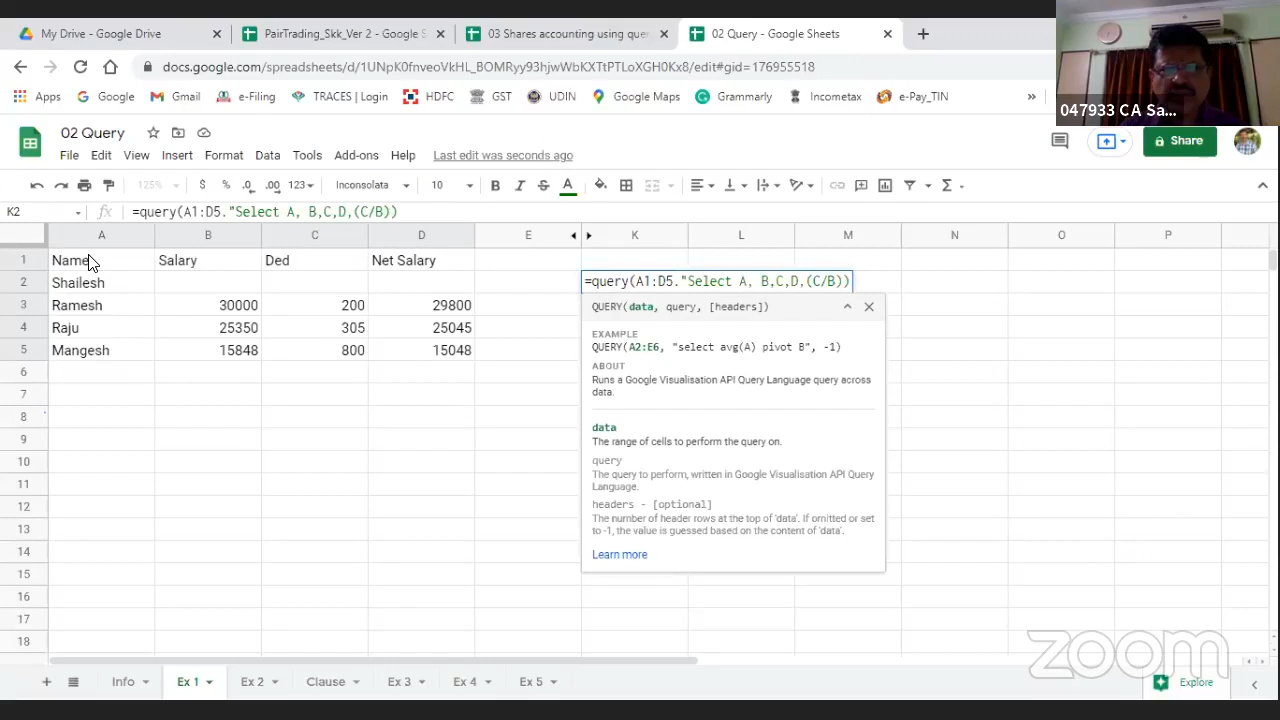 My Drive - Google Drive
PairTrading_Skk_Ver 2 - Google S
03 Shares accounting using quer
02 Query - Google Sheets
docs.google.com/spreadsheets/d/1UNpK0fnveoVkHL_BOMRyy93hjwWbKXTtPTLoXGH0Kx8/edit#gid=176955518
Apps Google Gmail e-Filing TRACES | Login HDFC GST UDIN Google Maps Grammarly Incometax e-Pay_TIN »
047933 CA Sa...
02 Query
File Edit View Insert Format Data Tools Add-ons Help Last edit was seconds ago
Share
125% $ % .0 .00 123 Inconsolata 10 B I S A
K2 fx =query(A1:D5."Select A, B,C,D,(C/B))
A B C D E K L M N O P
1 Name Salary Ded Net Salary
2 Shailesh =query(A1:D5."Select A, B,C,D,(C/B))
3 Ramesh 30000 200 29800
4 Raju 25350 305 25045
5 Mangesh 15848 800 15048
6
7
8
9
10
11
12
13
14
15
16
17
18
QUERY(data, query, [headers])
EXAMPLE
QUERY(A2:E6, "select avg(A) pivot B", -1)
ABOUT
Runs a Google Visualisation API Query Language query across
data.
data
The range of cells to perform the query on.
query
The query to perform, written in Google Visualisation API Query
Language.
headers - [optional]
The number of header rows at the top of 'data'. If omitted or set
to -1, the value is guessed based on the content of 'data'.
Learn more
zoom
Info Ex 1 Ex 2 Clause Ex 3 Ex 4 Ex 5
Explore